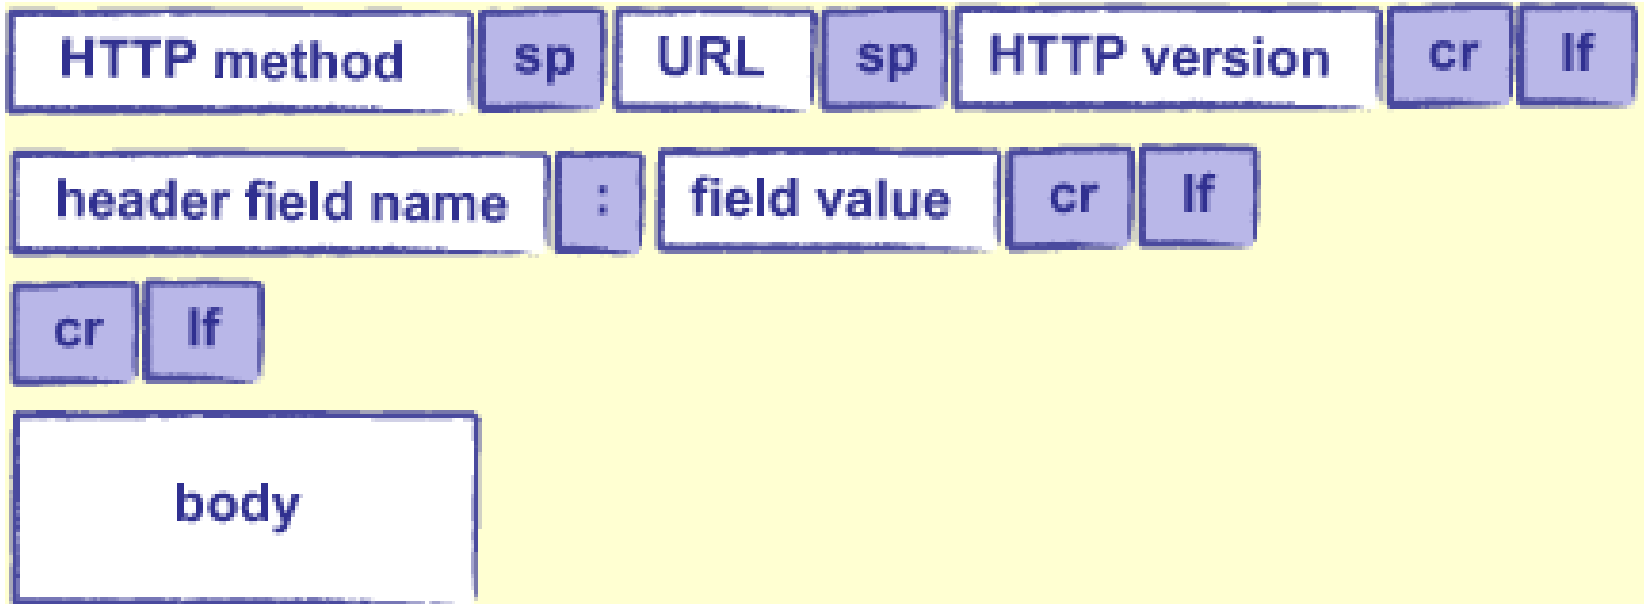 HTTP method sp URL sp HTTP version cr lf
header field name : field value cr lf
cr lf
body